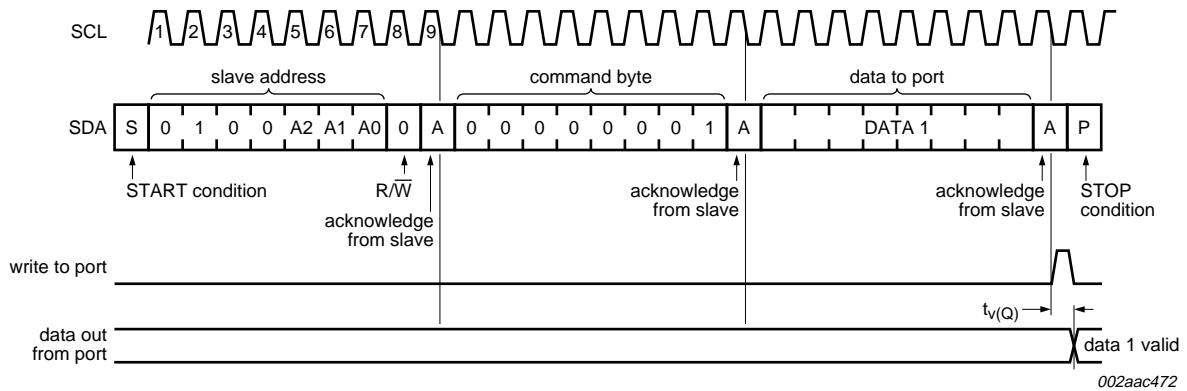 SCL 1 2 3 4 5 6 7 8 9
slave address command byte data to port
SDA S 0 1 0 0 A2 A1 A0 0 A 0 0 0 0 0 0 0 1 A DATA 1 A P
START condition R/W̅ acknowledge acknowledge STOP
acknowledge from slave from slave condition
from slave
write to port
tv(Q)
data out
from port
data 1 valid
002aac472